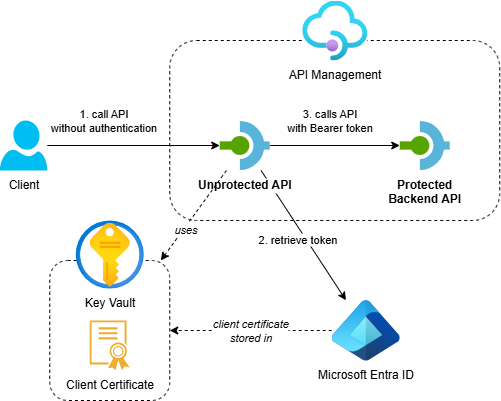 API Management
1. call API
without authentication
3. calls API
with Bearer token
Client
Unprotected API
Protected
Backend API
uses
2. retrieve token
Key Vault
client certificate
stored in
Client Certificate
Microsoft Entra ID